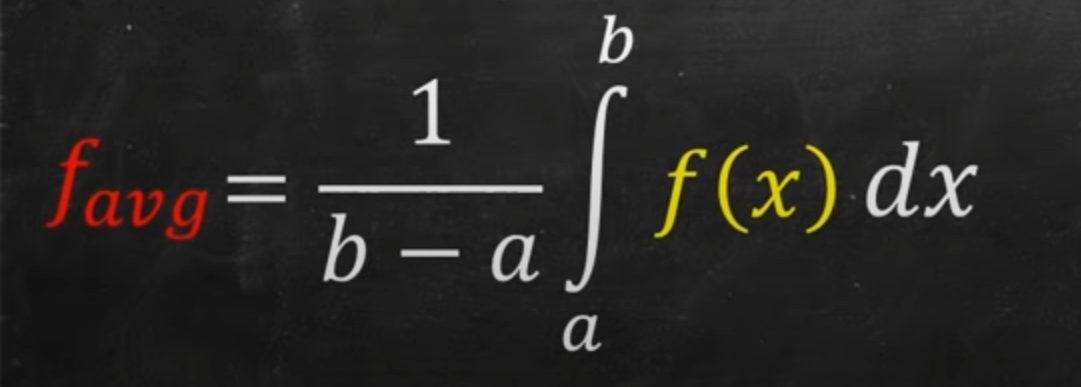 f_avg = 1/(b − a) ∫_a^b f(x) dx